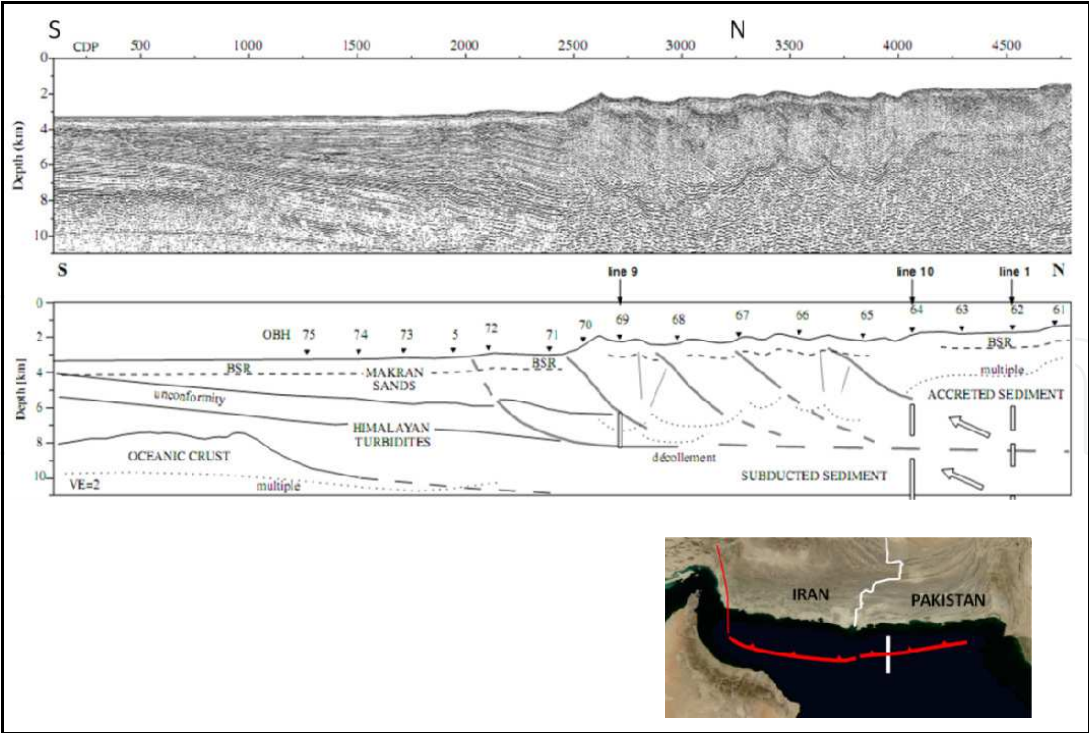 S N
CDP 500 1000 1500 2000 2500 3000 3500 4000 4500
0
2
4
6
8
10
Depth (km)
S line 9 line 10 line 1 N
0
2
4
6
8
10
Depth [km]
OBH 75 74 73 5 72 71 70 69 68 67 66 65 64 63 62 61
BSR MAKRAN SANDS BSR BSR
multiple
unconformity
ACCRETED SEDIMENT
HIMALAYAN
TURBIDITES
OCEANIC CRUST
décollement
SUBDUCTED SEDIMENT
VE=2
multiple
IRAN
PAKISTAN